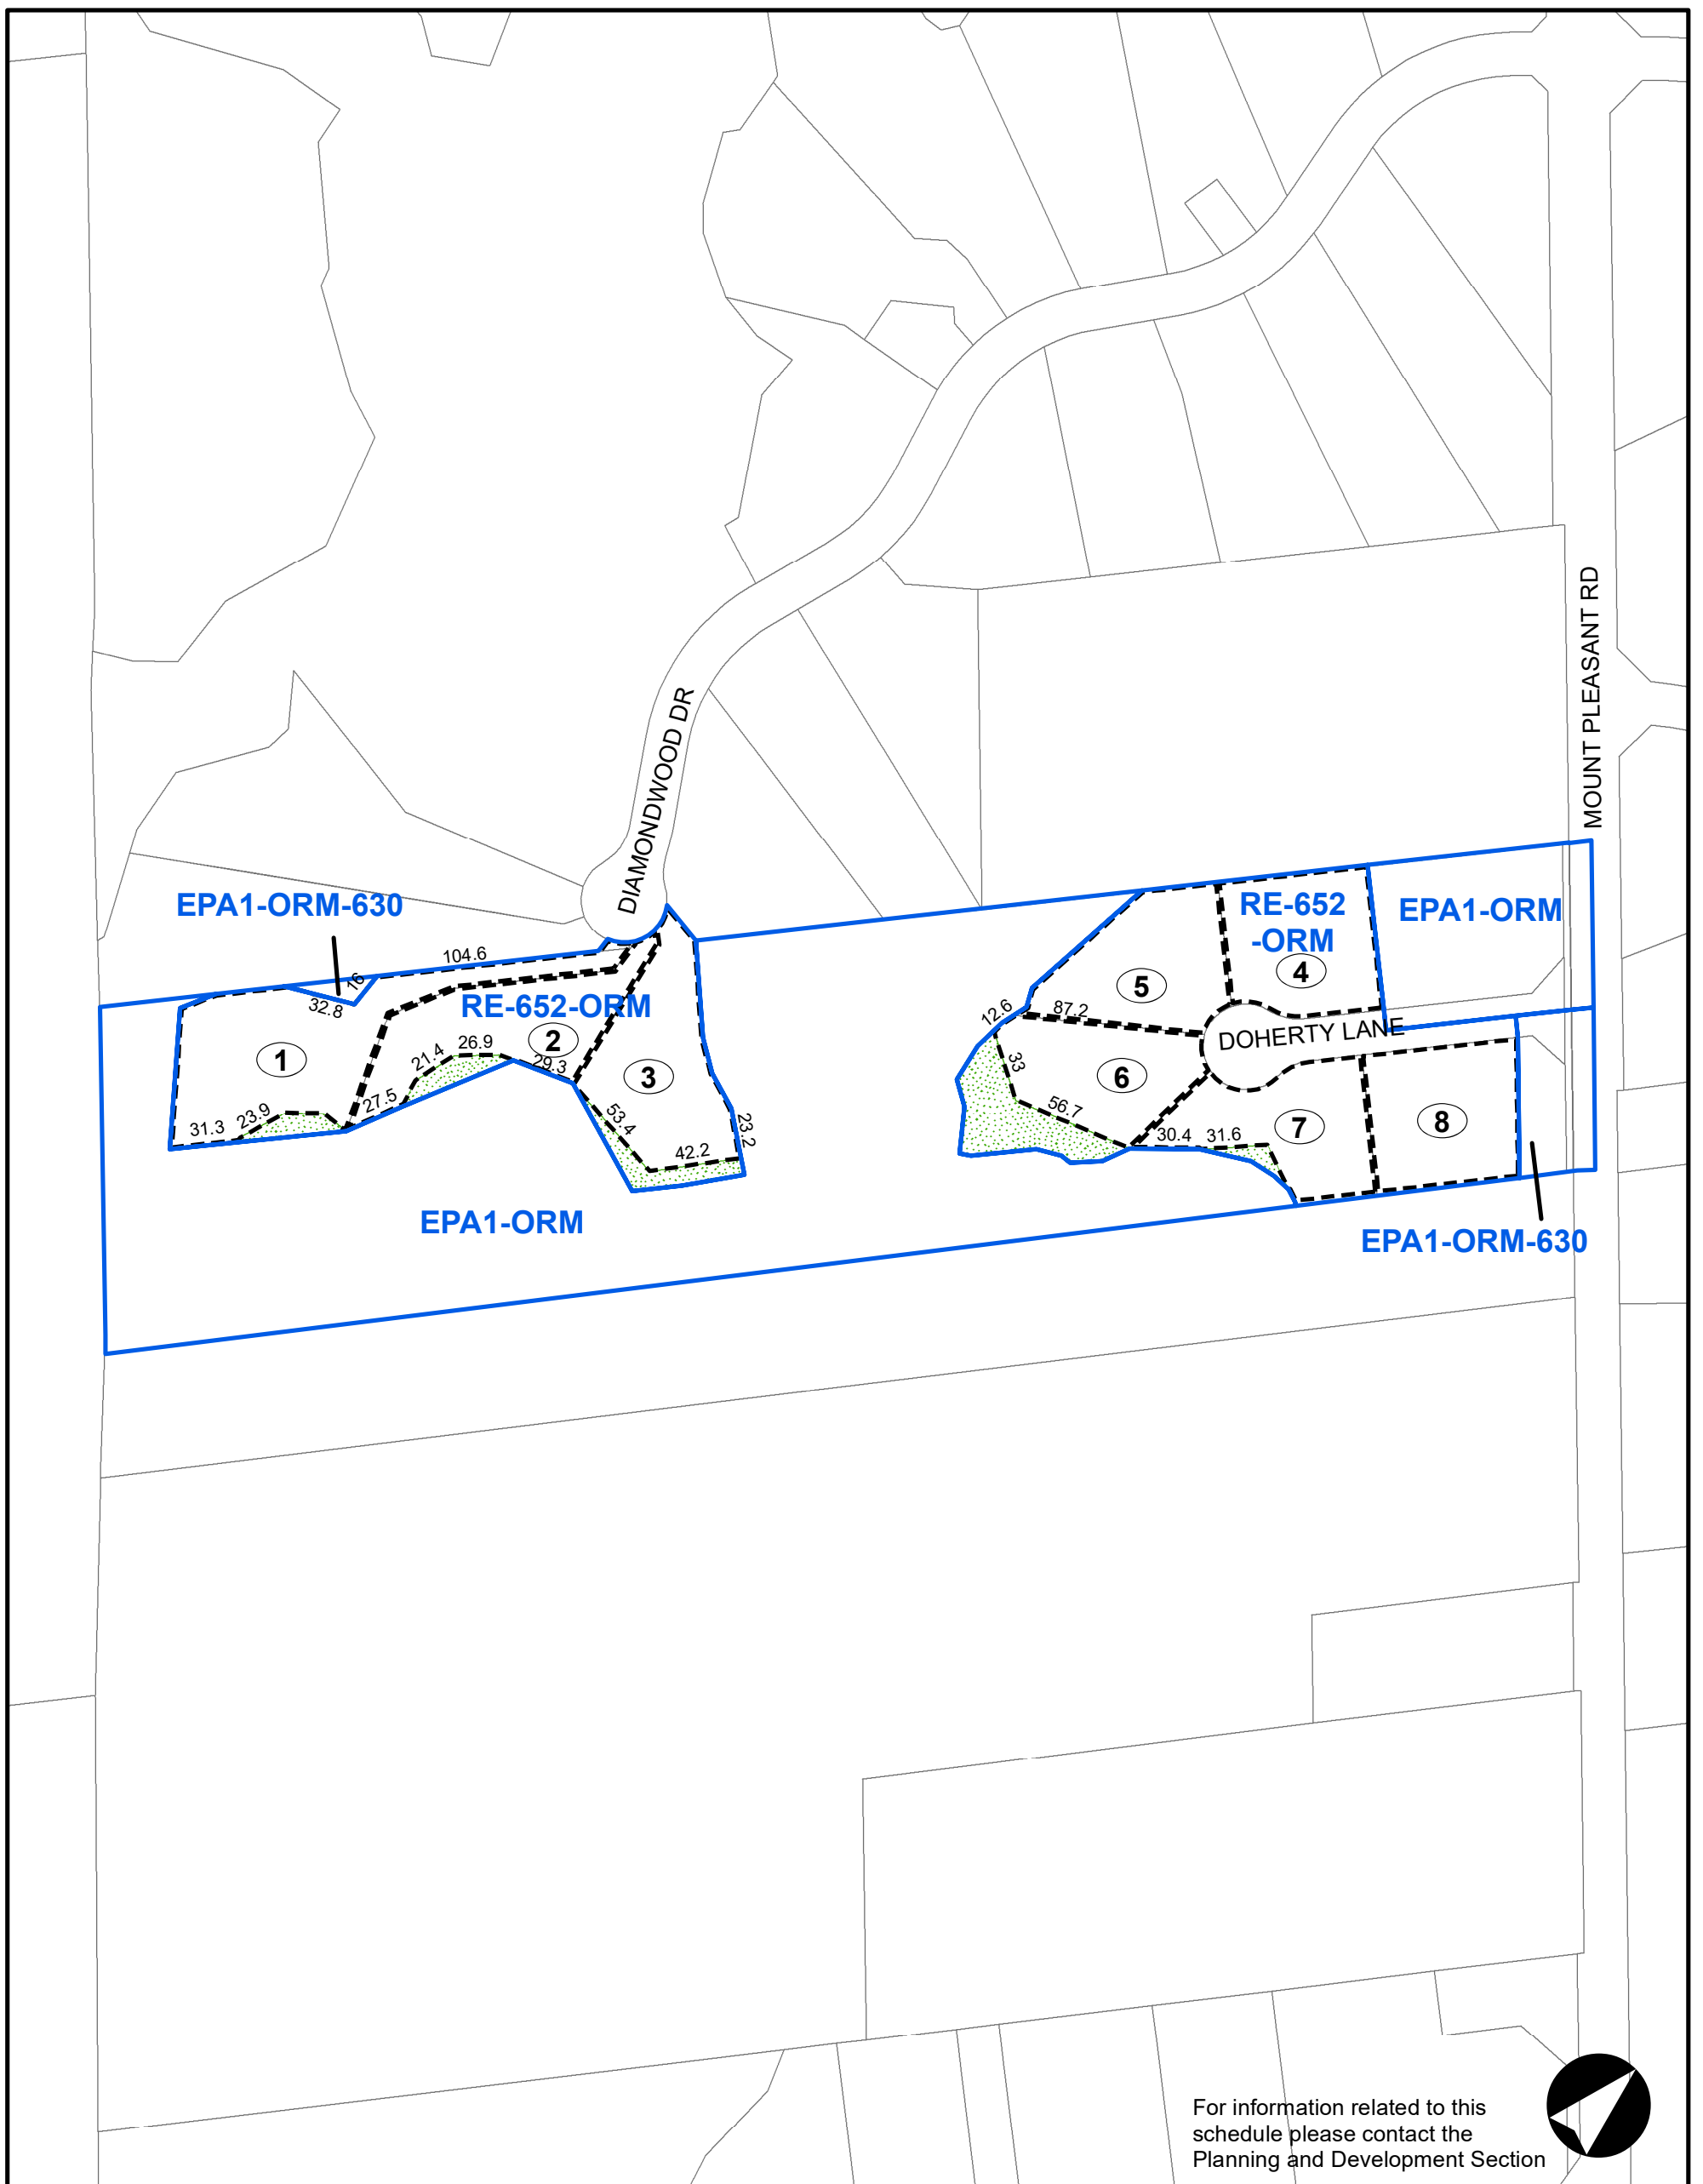 MOUNT PLEASANT RD
DIAMONDWOOD DR
EPA1-ORM-630
RE-652
-ORM
EPA1-ORM
4
104.6
16
32.8
RE-652-ORM
5
87.2
12.6
DOHERTY LANE
1
2
3
21.4
26.9
29.3
27.5
31.3
23.9
53.4
42.2
23.2
33
6
56.7
30.4
31.6
7
8
EPA1-ORM
EPA1-ORM-630
For information related to this
schedule please contact the
Planning and Development Section